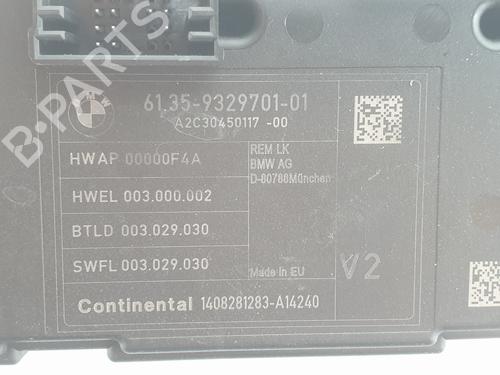 BMW
61.35-9329701-01
A2C30450117 -00
HWAP 00000F4A
REM LK
BMW AG
D-80788München
HWEL 003.000.002
BTLD 003.029.030
SWFL 003.029.030
Made In EU
V2
Continental 1408281283-A14240
B-PARTS